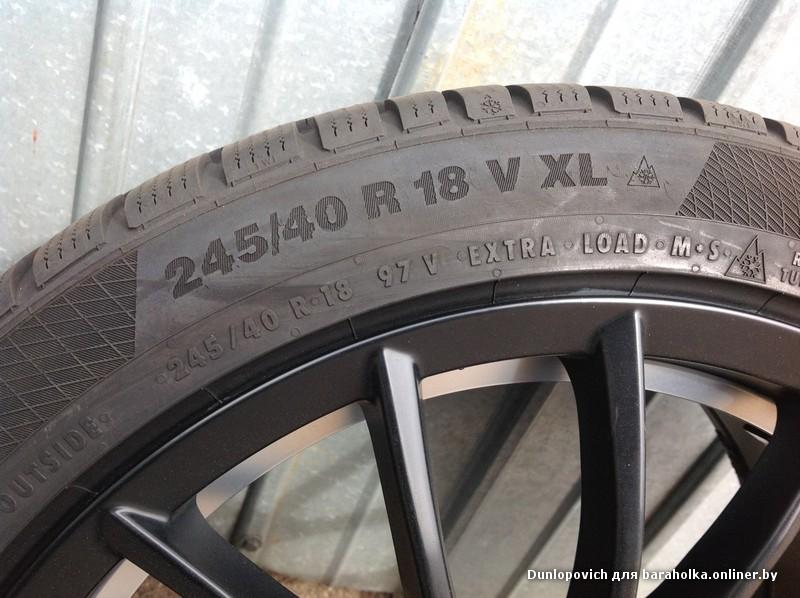 245/40 R 18 V XL
·245/40 R·18 97 V ·EXTRA·LOAD·M·S
OUTSIDE·
Dunlopovich для baraholka.onliner.by